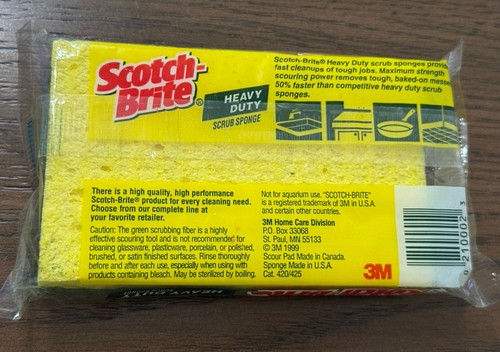 Scotch-
Brite®
HEAVY
DUTY
SCRUB SPONGE
Scotch-Brite® Heavy Duty scrub sponges provide
fast cleanups of tough jobs. Maximum strength
scouring power removes tough, baked-on messes
50% faster than competitive heavy duty scrub
sponges.
There is a high quality, high performance
Scotch-Brite® product for every cleaning need.
Choose from our complete line at
your favorite retailer.
Caution: The green scrubbing fiber is a highly
effective scouring tool and is not recommended for
cleaning glassware, plasticware, porcelain, or polished,
brushed, or satin finished surfaces. Rinse thoroughly
before and after each use, especially when using with
products containing bleach. May be sterilized by boiling.
Not for aquarium use. "SCOTCH-BRITE"
is a registered trademark of 3M in U.S.A.
and certain other countries.
3M Home Care Division
P.O. Box 33068
St. Paul, MN 55133
© 3M 1999
Scour Pad Made in Canada.
Sponge Made in U.S.A.
Cat. 420/425
3M
HEAVY DUTY